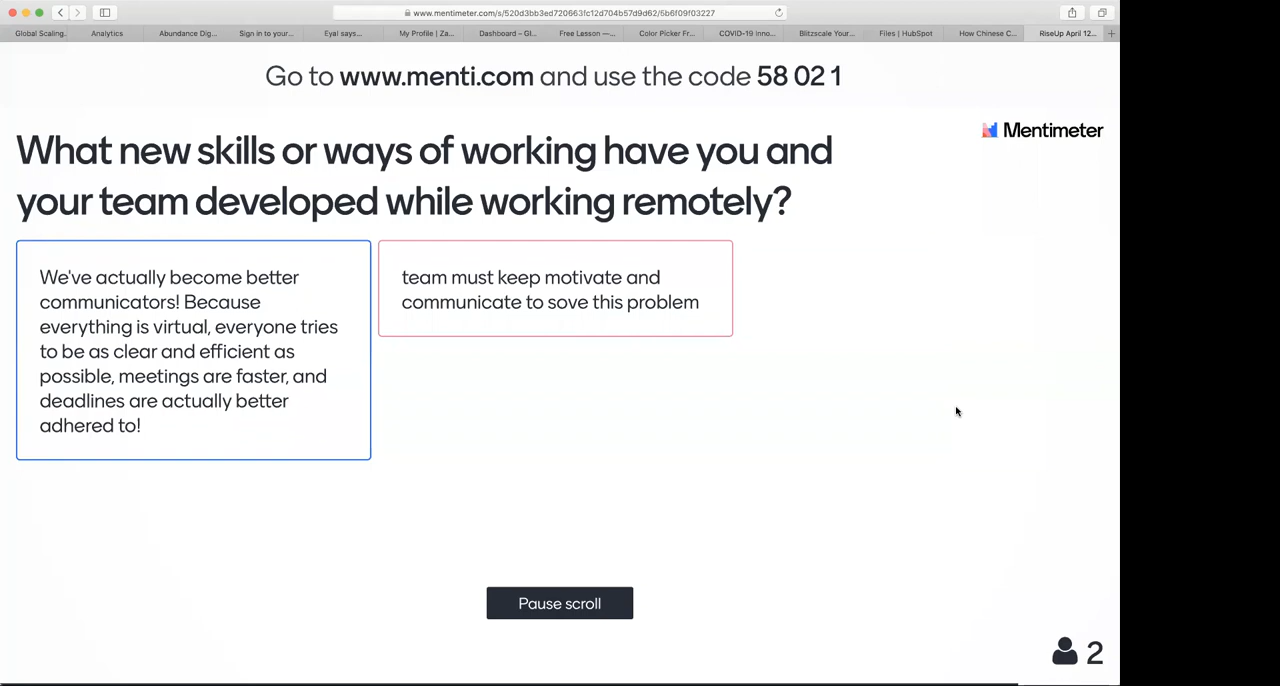 www.mentimeter.com/s/520d3bb3ed720663fc12d704b57d9d62/5b6f09f03227
Global Scaling.
Analytics
Abundance Dig...
Sign in to your...
Eyal says...
My Profile | Za...
Dashboard – Gl...
Free Lesson —...
Color Picker Fr...
COVID-19 Inno...
Blitzscale Your...
Files | HubSpot
How Chinese C...
RiseUp April 12...
Go to www.menti.com and use the code 58 02 1
Mentimeter
What new skills or ways of working have you and
your team developed while working remotely?
We've actually become better
communicators! Because
everything is virtual, everyone tries
to be as clear and efficient as
possible, meetings are faster, and
deadlines are actually better
adhered to!
team must keep motivate and
communicate to sove this problem
Pause scroll
2